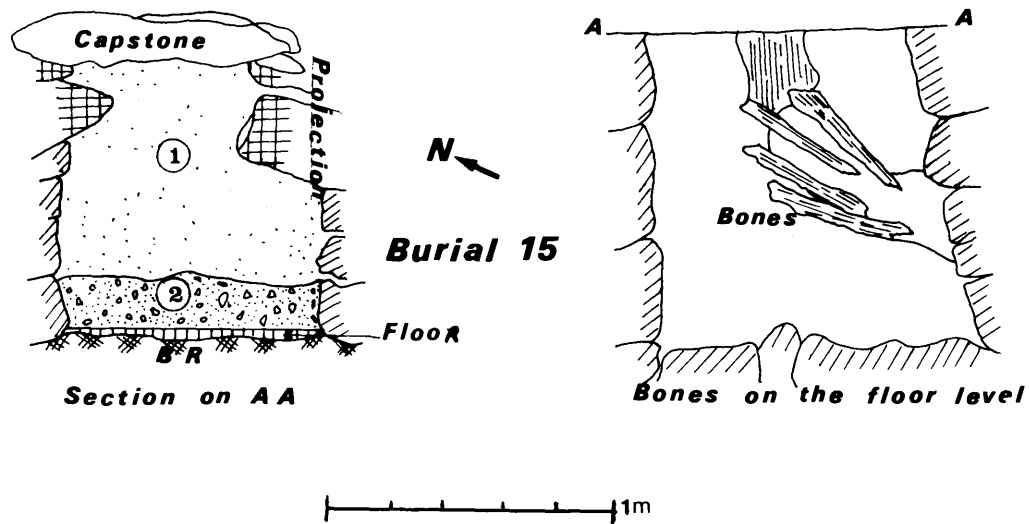 Capstone
Projection
1
N
Burial 15
2
Floor
BR
Section on AA
A A
Bones
Bones on the floor level
1m